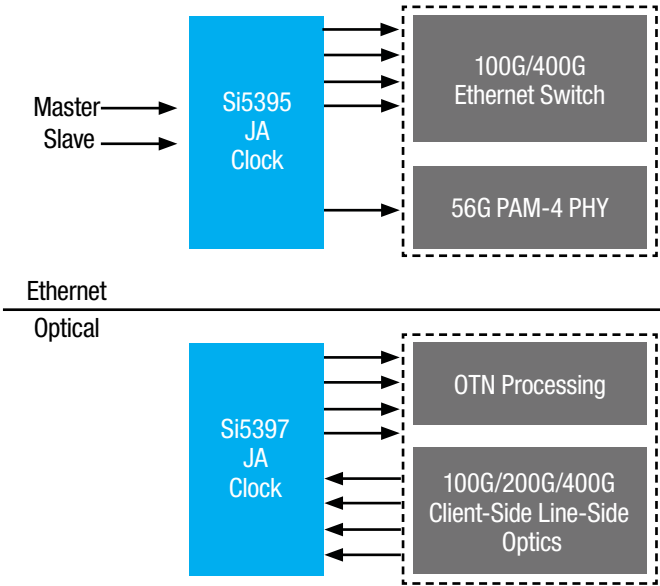 Master
Slave
Si5395
JA
Clock
100G/400G
Ethernet Switch
56G PAM-4 PHY
Ethernet
Optical
Si5397
JA
Clock
OTN Processing
100G/200G/400G
Client-Side Line-Side
Optics